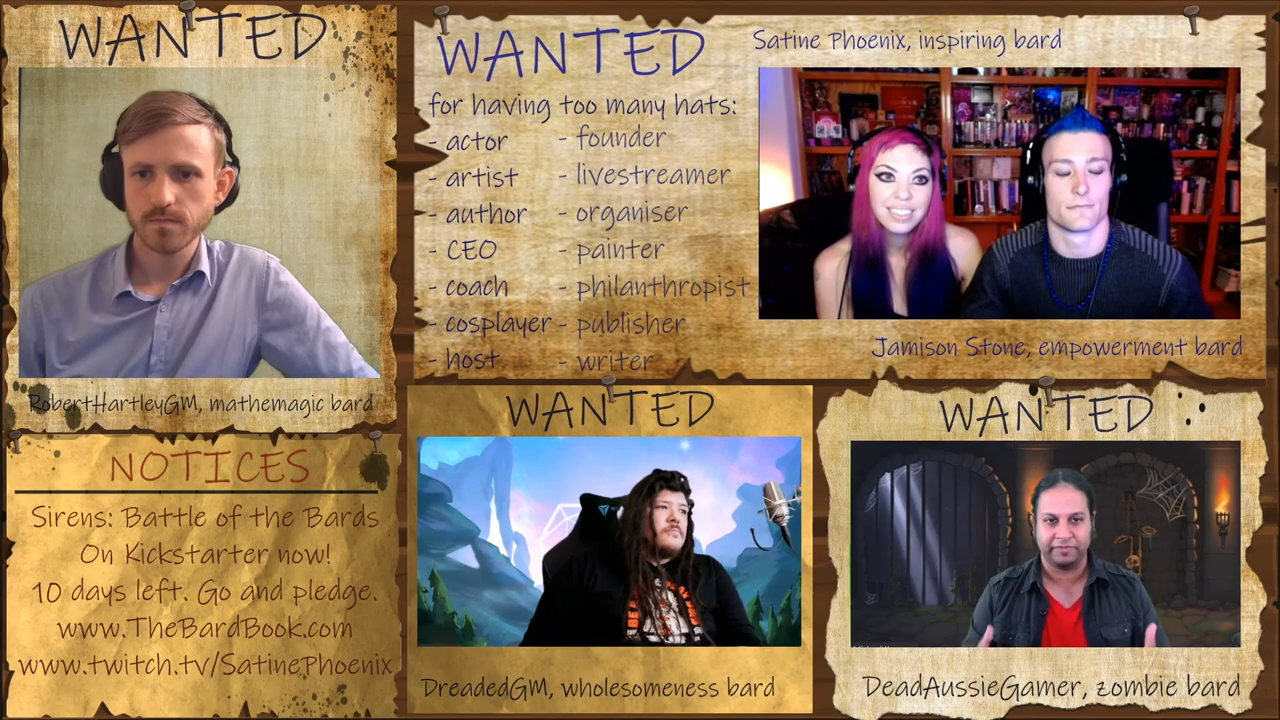 WANTED
RobertHartleyGM, mathemagic bard
WANTED
for having too many hats:
- actor
- artist
- author
- CEO
- coach
- cosplayer
- host
- founder
- livestreamer
- organiser
- painter
- philanthropist
- publisher
- writer
Satine Phoenix, inspiring bard
Jamison Stone, empowerment bard
NOTICES
Sirens: Battle of the Bards
On Kickstarter now!
10 days left. Go and pledge.
www.TheBardBook.com
www.twitch.tv/SatinePhoenix
WANTED
DreadedGM, wholesomeness bard
WANTED
DeadAussieGamer, zombie bard